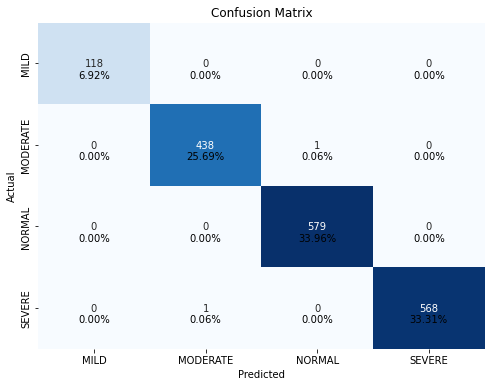 Confusion Matrix
Actual
MILD
118
6.92%
0
0.00%
0
0.00%
0
0.00%
MODERATE
0
0.00%
438
25.69%
1
0.06%
0
0.00%
NORMAL
0
0.00%
0
0.00%
579
33.96%
0
0.00%
SEVERE
0
0.00%
1
0.06%
0
0.00%
568
33.31%
MILD
MODERATE
NORMAL
SEVERE
Predicted